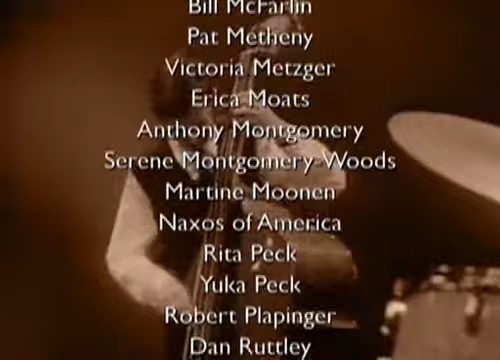 Bill McFarlin
Pat Metheny
Victoria Metzger
Erica Moats
Anthony Montgomery
Serene Montgomery-Woods
Martine Moonen
Naxos of America
Rita Peck
Yuka Peck
Robert Plapinger
Dan Ruttley